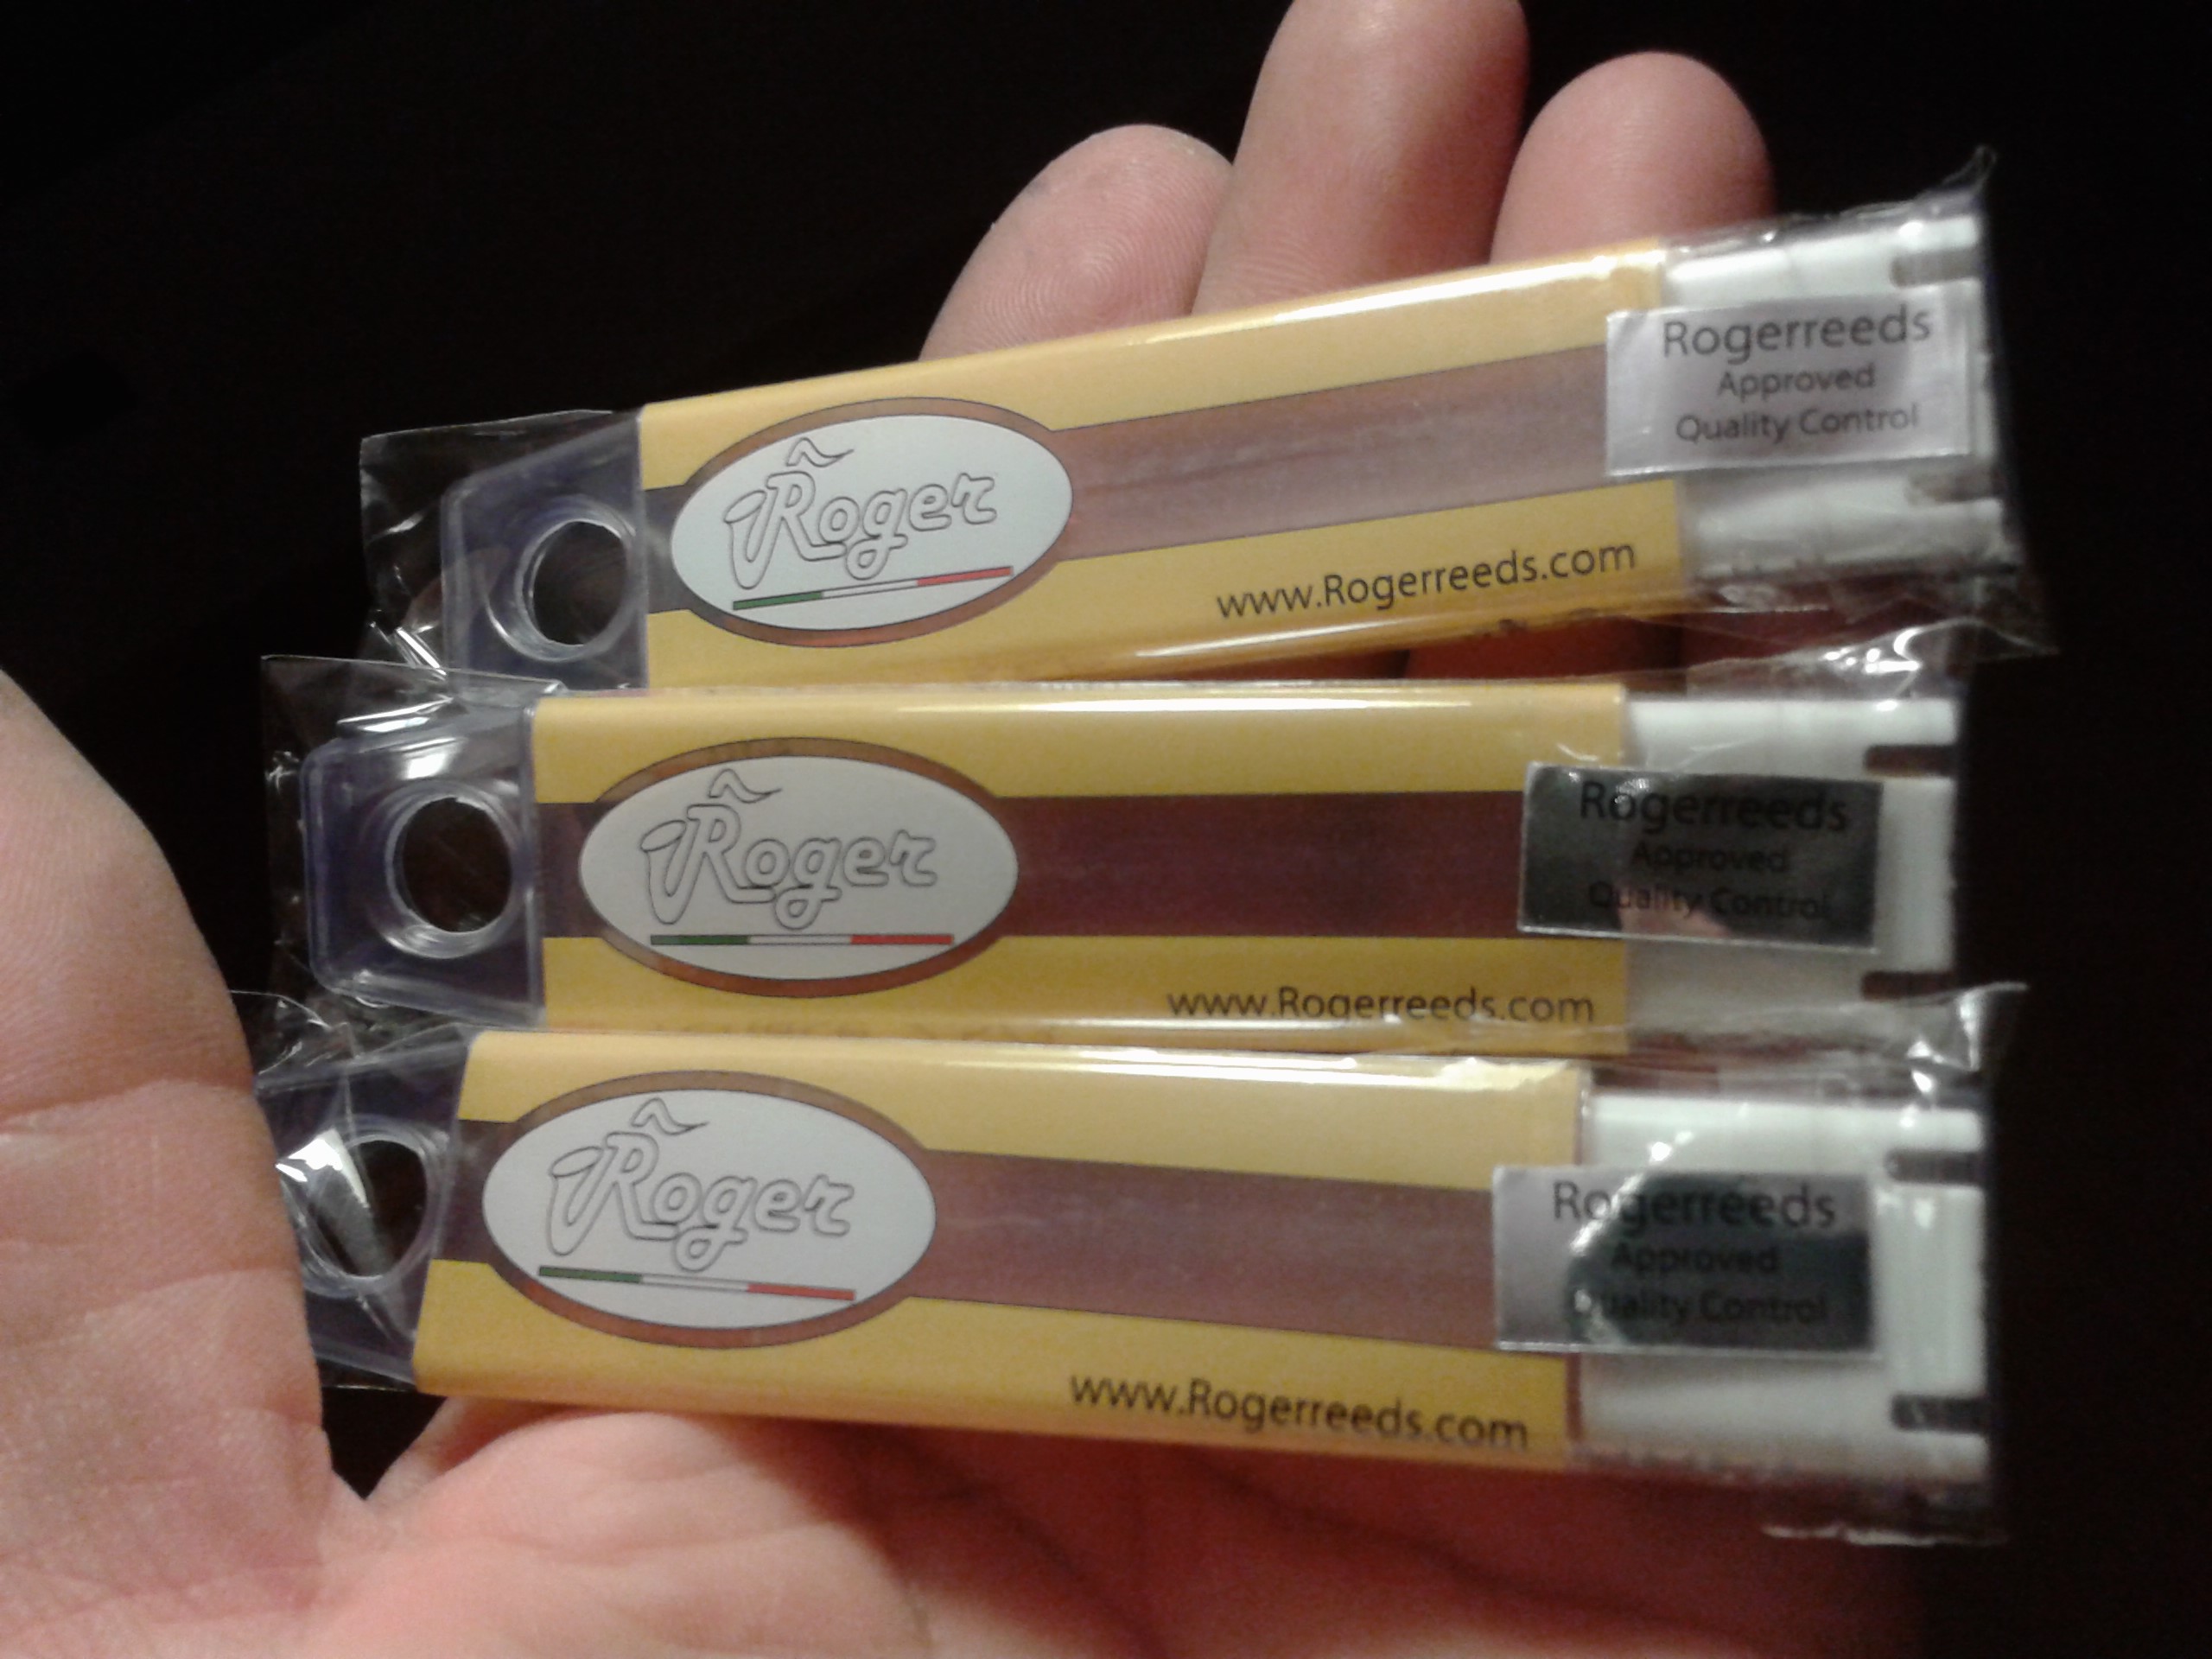 Roger
Rogerreeds
Approved
Quality Control
www.Rogerreeds.com
Roger
Rogerreeds
Approved
Quality Control
www.Rogerreeds.com
Roger
Rogerreeds
Approved
Quality Control
www.Rogerreeds.com